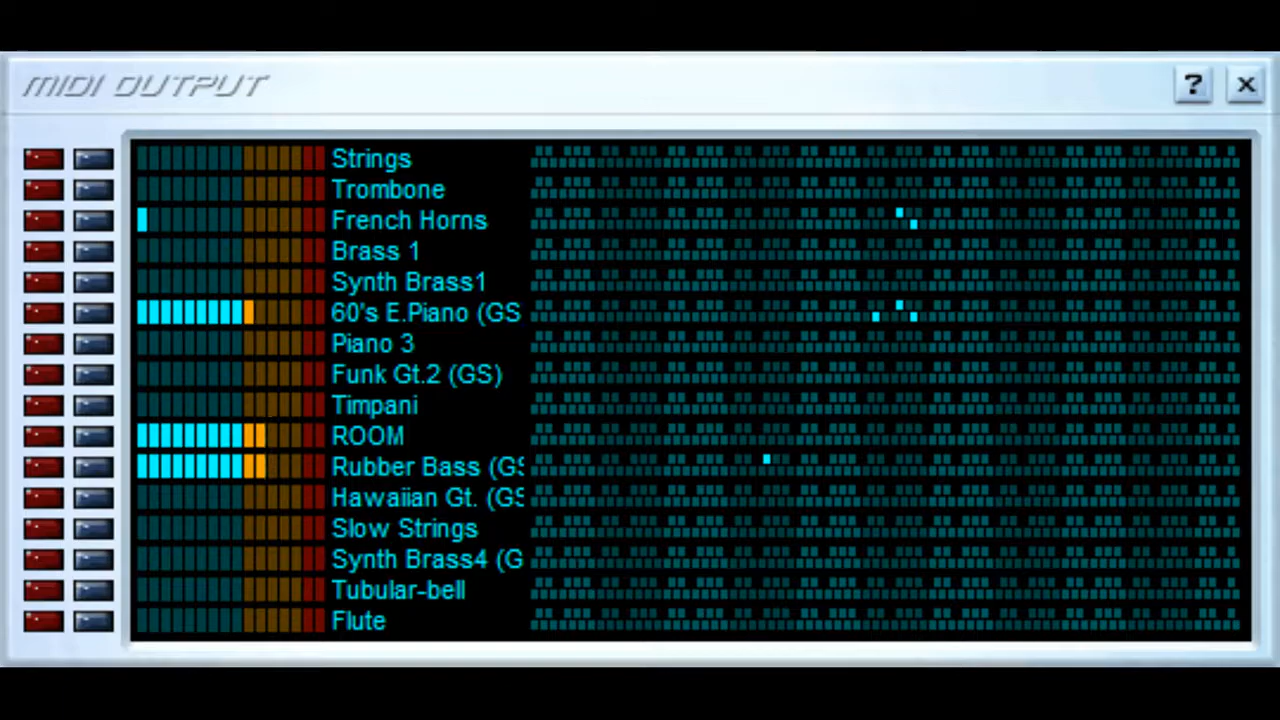 MIDI OUTPUT
? ×
Strings
Trombone
French Horns
Brass 1
Synth Brass1
60's E.Piano (GS
Piano 3
Funk Gt.2 (GS)
Timpani
ROOM
Rubber Bass (GS
Hawaiian Gt. (GS
Slow Strings
Synth Brass4 (G
Tubular-bell
Flute